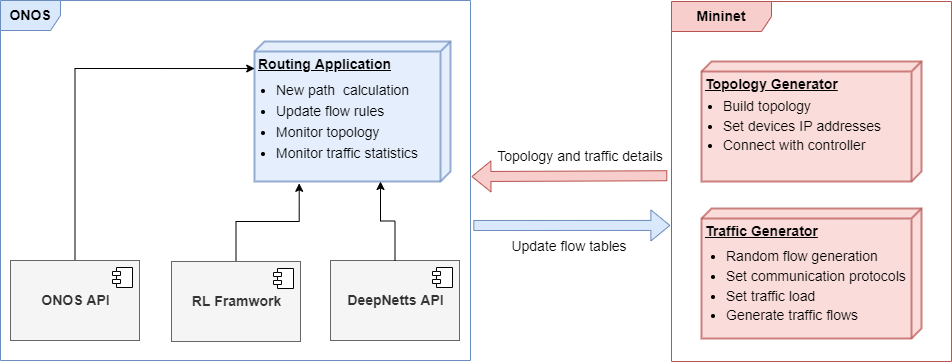 ONOS
Routing Application
New path calculation
Update flow rules
Monitor topology
Monitor traffic statistics
ONOS API
RL Framwork
DeepNetts API
Topology and traffic details
Update flow tables
Mininet
Topology Generator
Build topology
Set devices IP addresses
Connect with controller
Traffic Generator
Random flow generation
Set communication protocols
Set traffic load
Generate traffic flows